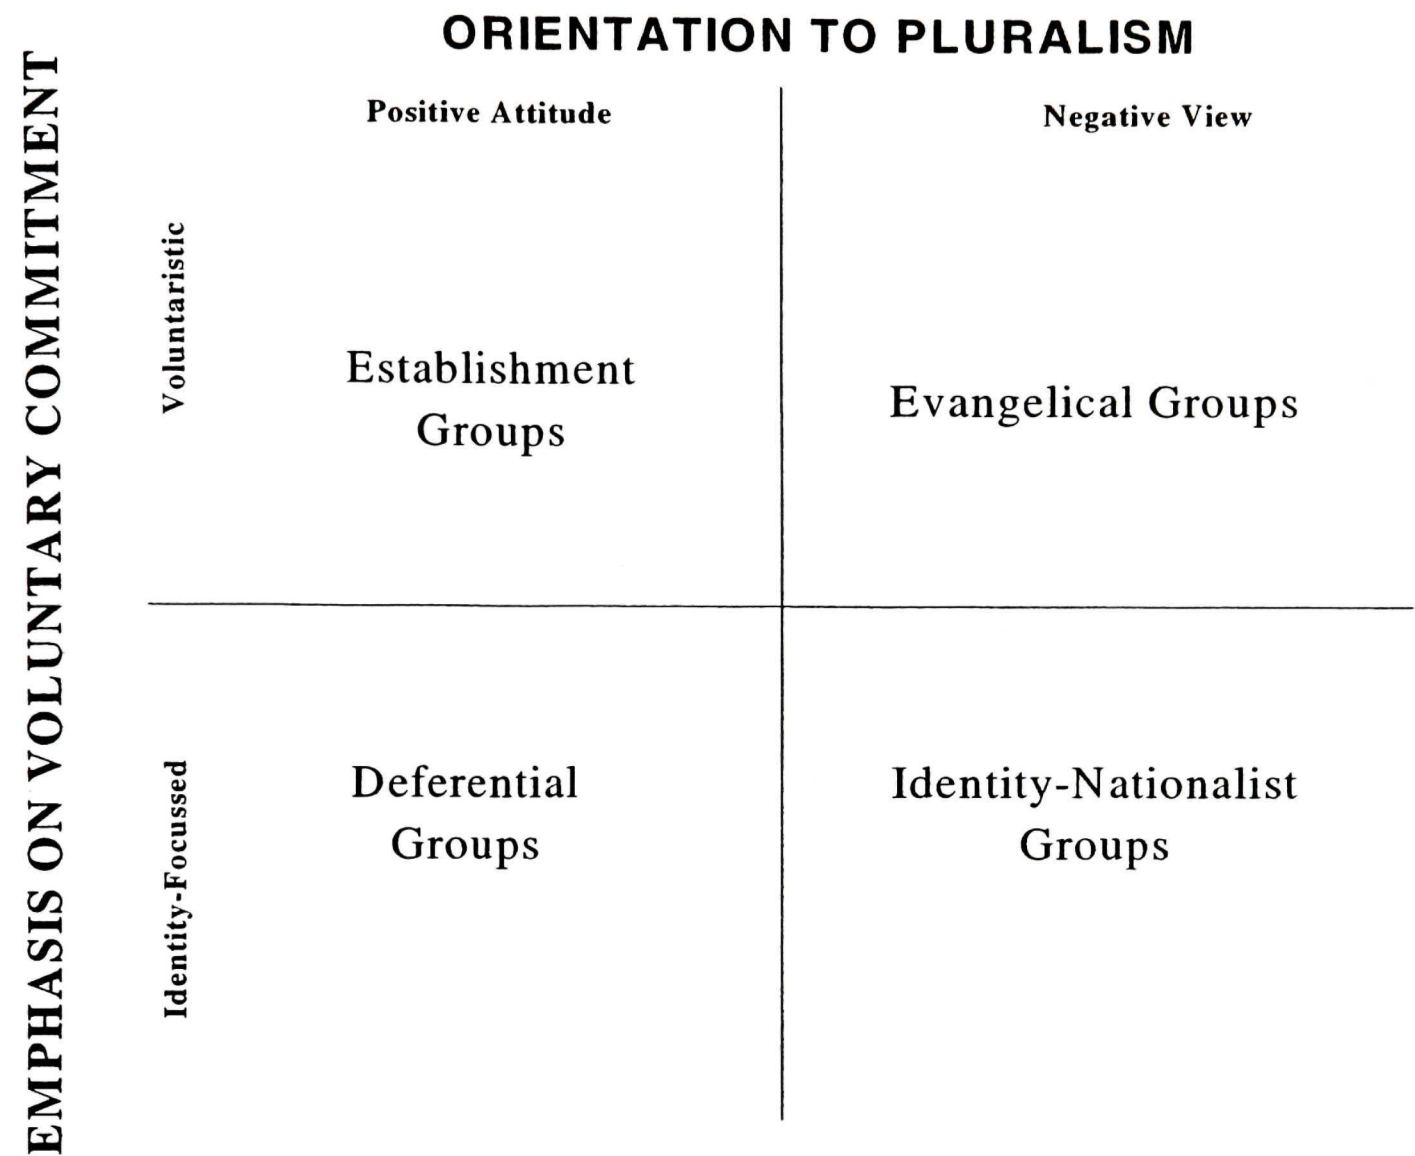 ORIENTATION TO PLURALISM
EMPHASIS ON VOLUNTARY COMMITMENT
Positive Attitude
Negative View
Voluntaristic
Establishment
Groups
Evangelical Groups
Identity-Focussed
Deferential
Groups
Identity-Nationalist
Groups